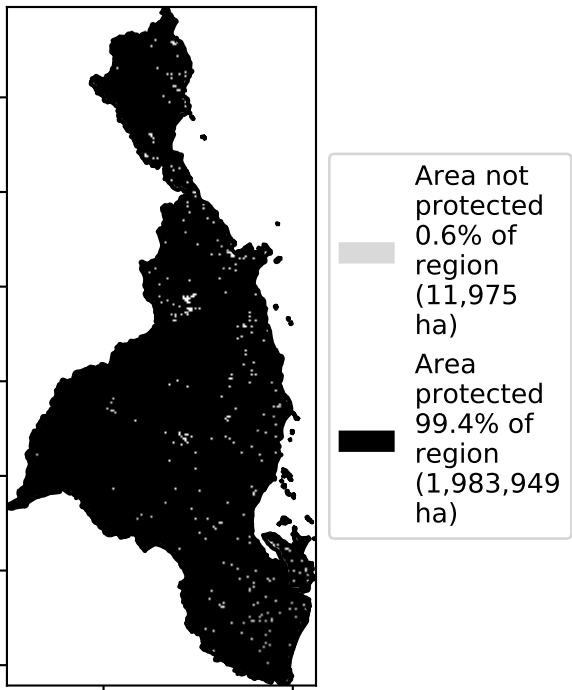 Area not
protected
0.6% of
region
(11,975
ha)
Area
protected
99.4% of
region
(1,983,949
ha)